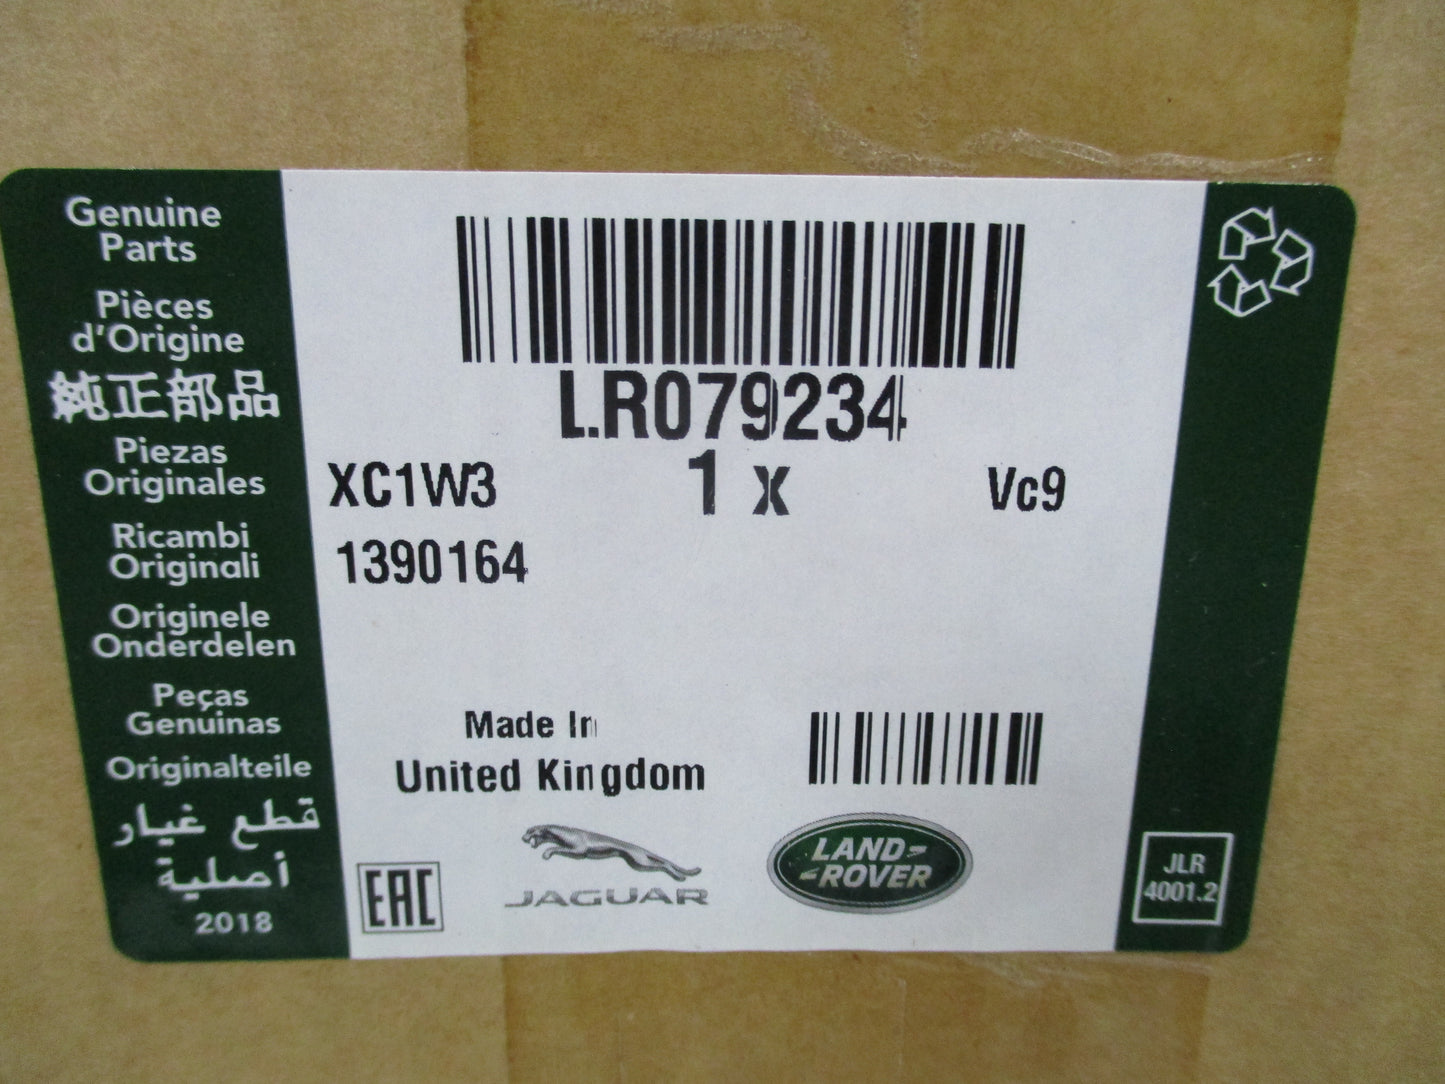 Genuine
Parts
Pièces
d'Origine
純正部品
Piezas
Originales
Ricambi
Originali
Originele
Onderdelen
Peças
Genuinas
Originalteile
قطع غيار
أصلية
2018
LR079234
XC1W3 1 x Vc9
1390164
Made In
United Kingdom
EAC
JAGUAR
LAND-
-ROVER
JLR
4001.2